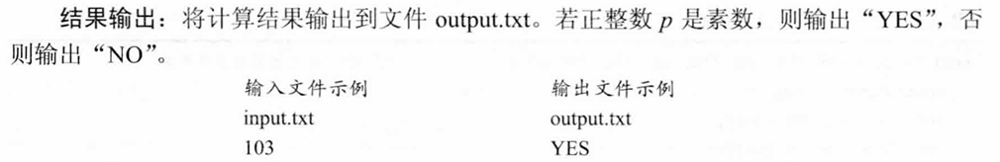 结果输出：将计算结果输出到文件 output.txt。若正整数 p 是素数，则输出“YES”，否
则输出“NO”。
输入文件示例 输出文件示例
input.txt output.txt
103 YES